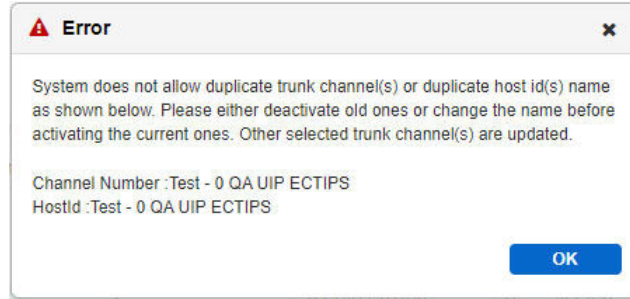 Error
System does not allow duplicate trunk channel(s) or duplicate host id(s) name
as shown below. Please either deactivate old ones or change the name before
activating the current ones. Other selected trunk channel(s) are updated.
Channel Number :Test - 0 QA UIP ECTIPS
HostId :Test - 0 QA UIP ECTIPS
OK